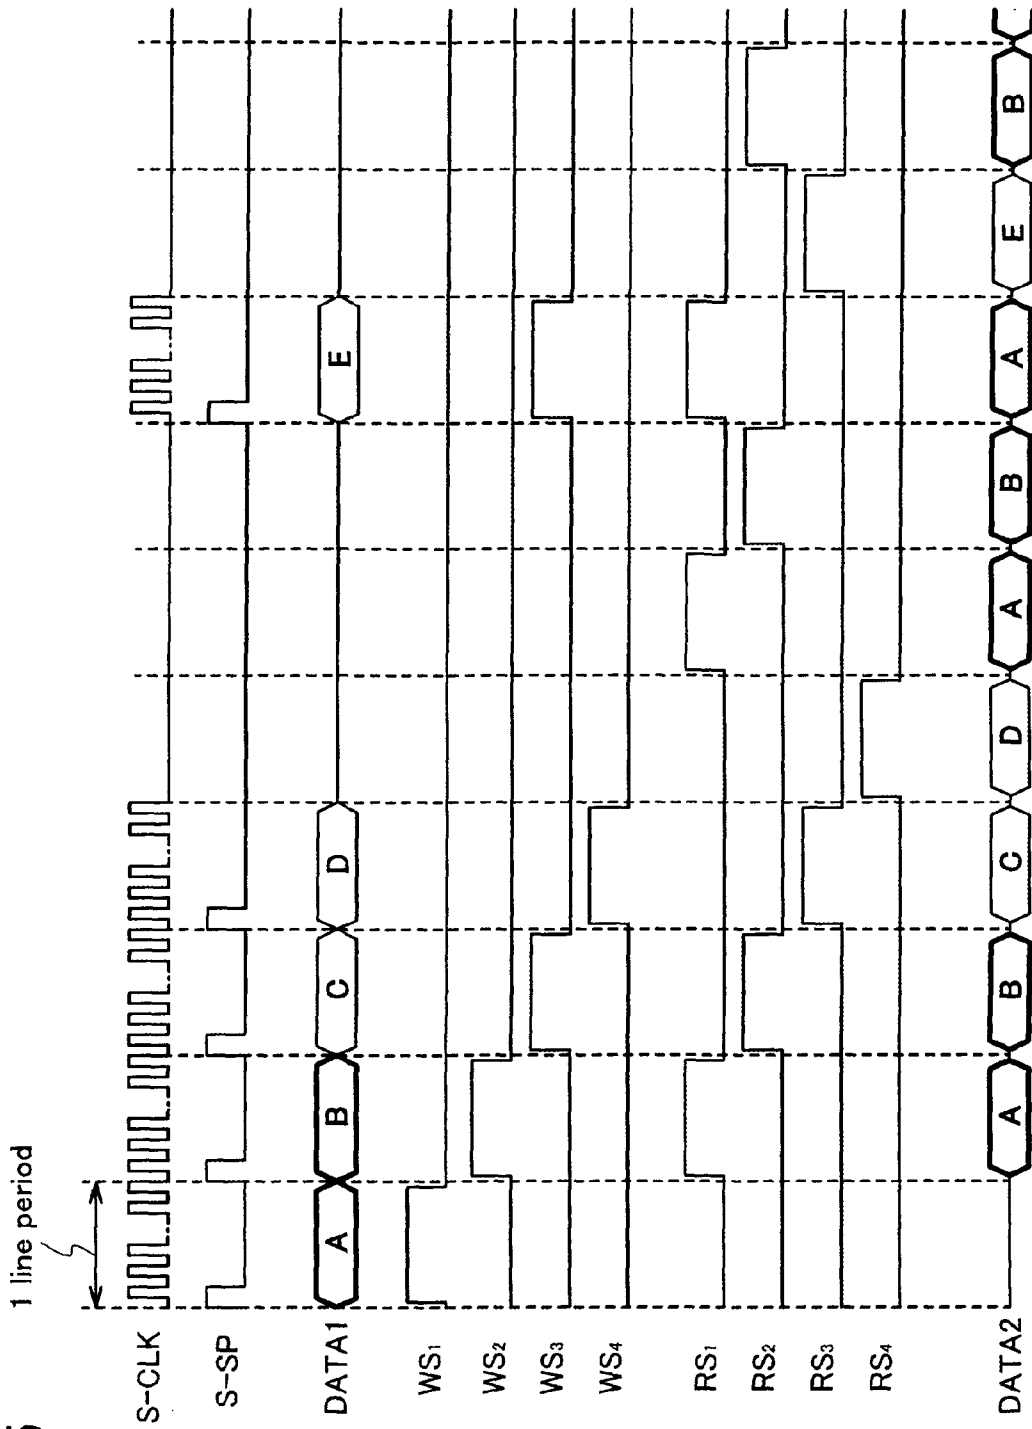 1 line period
S-CLK
S-SP
DATA1 A B C D E
WS1
WS2
WS3
WS4
RS1
RS2
RS3
RS4
DATA2 A B C D A B A E B